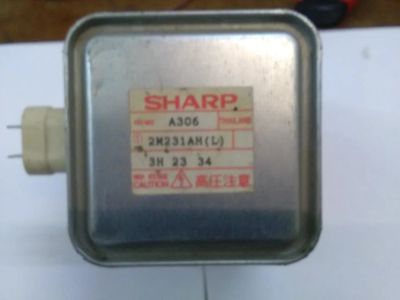 SHARP
A306 THAILAND
2M231AH(L)
3H 23 34
CAUTION 高圧注意